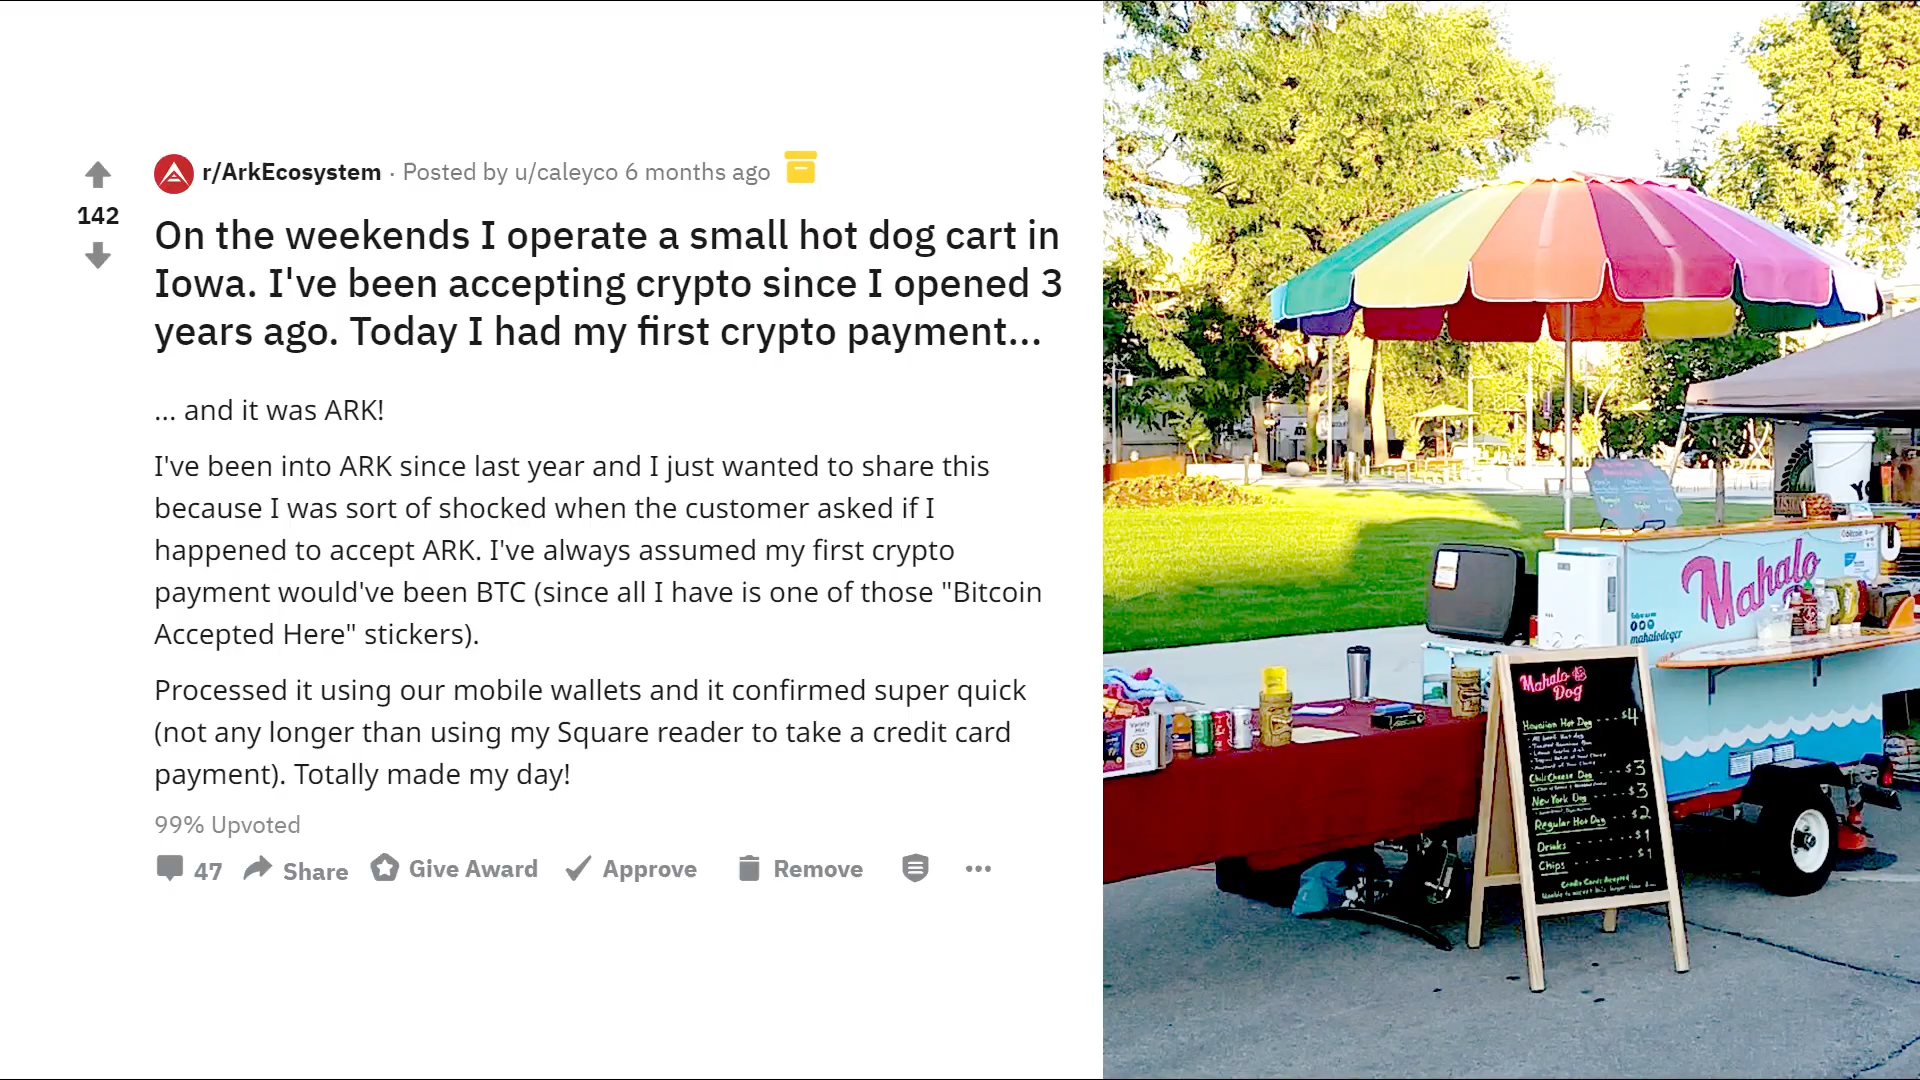 r/ArkEcosystem · Posted by u/caleyco 6 months ago
142
On the weekends I operate a small hot dog cart in
Iowa. I've been accepting crypto since I opened 3
years ago. Today I had my first crypto payment...
... and it was ARK!
I've been into ARK since last year and I just wanted to share this
because I was sort of shocked when the customer asked if I
happened to accept ARK. I've always assumed my first crypto
payment would've been BTC (since all I have is one of those "Bitcoin
Accepted Here" stickers).
Processed it using our mobile wallets and it confirmed super quick
(not any longer than using my Square reader to take a credit card
payment). Totally made my day!
99% Upvoted
47 Share Give Award Approve Remove ...
bitcoin
Mahalo
mahalodogcr
Variety
30
Mahalo
Dog
Hawaiian Hot Dog ---- $4
Chili Cheese Dog ---- $3
New York Dog ---- $3
Regular Hot Dog ---- $2
Drinks ---- $1
Chips ---- $1
Credit Cards Accepted